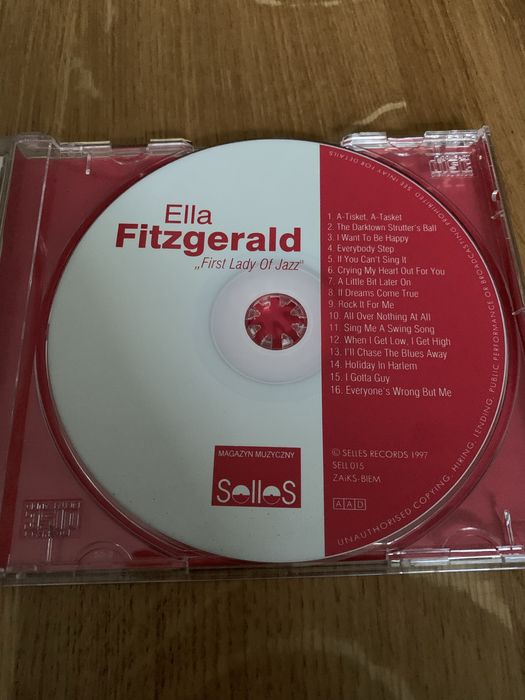 Ella
Fitzgerald
„First Lady Of Jazz"
1. A-Tisket, A-Tasket
2. The Darktown Strutter's Ball
3. I Want To Be Happy
4. Everybody Step
5. If You Can't Sing It
6. Crying My Heart Out For You
7. A Little Bit Later On
8. If Dreams Come True
9. Rock It For Me
10. All Over Nothing At All
11. Sing Me A Swing Song
12. When I Get Low, I Get High
13. I'll Chase The Blues Away
14. Holiday In Harlem
15. I Gotta Guy
16. Everyone's Wrong But Me
MAGAZYN MUZYCZNY
SelleS
© SELLES RECORDS 1997
SELL 015
ZAiKS-BIEM
AAD
UNAUTHORISED COPYING, HIRING, LENDING, PUBLIC PERFORMANCE OR BROADCASTING PROHIBITED. SEE INLAY FOR DETAILS